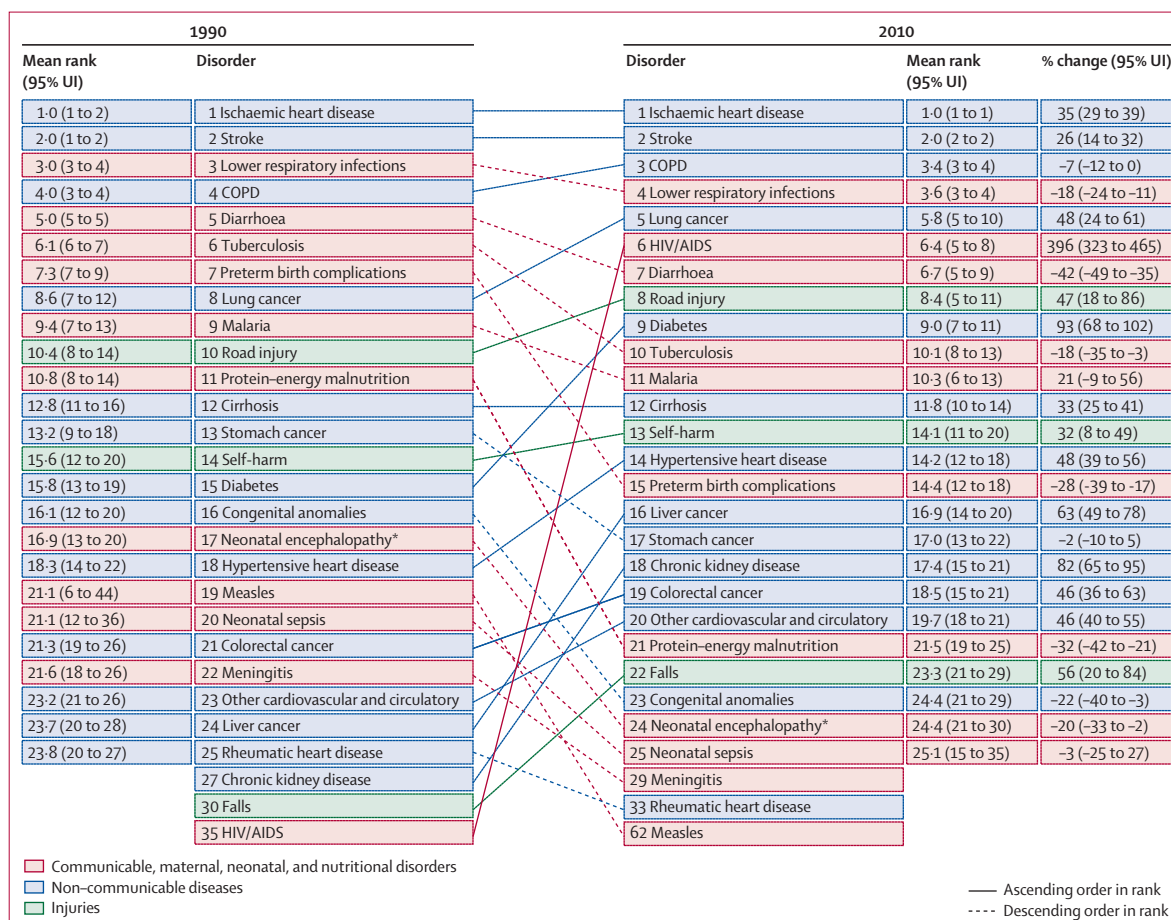 1990 2010
Mean rank (95% UI) Disorder Disorder Mean rank (95% UI) % change (95% UI)
1·0 (1 to 2) 1 Ischaemic heart disease 1 Ischaemic heart disease 1·0 (1 to 1) 35 (29 to 39)
2·0 (1 to 2) 2 Stroke 2 Stroke 2·0 (2 to 2) 26 (14 to 32)
3·0 (3 to 4) 3 Lower respiratory infections 3 COPD 3·4 (3 to 4) –7 (–12 to 0)
4·0 (3 to 4) 4 COPD 4 Lower respiratory infections 3·6 (3 to 4) –18 (–24 to –11)
5·0 (5 to 5) 5 Diarrhoea 5 Lung cancer 5·8 (5 to 10) 48 (24 to 61)
6·1 (6 to 7) 6 Tuberculosis 6 HIV/AIDS 6·4 (5 to 8) 396 (323 to 465)
7·3 (7 to 9) 7 Preterm birth complications 7 Diarrhoea 6·7 (5 to 9) –42 (–49 to –35)
8·6 (7 to 12) 8 Lung cancer 8 Road injury 8·4 (5 to 11) 47 (18 to 86)
9·4 (7 to 13) 9 Malaria 9 Diabetes 9·0 (7 to 11) 93 (68 to 102)
10·4 (8 to 14) 10 Road injury 10 Tuberculosis 10·1 (8 to 13) –18 (–35 to –3)
10·8 (8 to 14) 11 Protein–energy malnutrition 11 Malaria 10·3 (6 to 13) 21 (–9 to 56)
12·8 (11 to 16) 12 Cirrhosis 12 Cirrhosis 11·8 (10 to 14) 33 (25 to 41)
13·2 (9 to 18) 13 Stomach cancer 13 Self-harm 14·1 (11 to 20) 32 (8 to 49)
15·6 (12 to 20) 14 Self-harm 14 Hypertensive heart disease 14·2 (12 to 18) 48 (39 to 56)
15·8 (13 to 19) 15 Diabetes 15 Preterm birth complications 14·4 (12 to 18) –28 (-39 to -17)
16·1 (12 to 20) 16 Congenital anomalies 16 Liver cancer 16·9 (14 to 20) 63 (49 to 78)
16·9 (13 to 20) 17 Neonatal encephalopathy* 17 Stomach cancer 17·0 (13 to 22) –2 (–10 to 5)
18·3 (14 to 22) 18 Hypertensive heart disease 18 Chronic kidney disease 17·4 (15 to 21) 82 (65 to 95)
21·1 (6 to 44) 19 Measles 19 Colorectal cancer 18·5 (15 to 21) 46 (36 to 63)
21·1 (12 to 36) 20 Neonatal sepsis 20 Other cardiovascular and circulatory 19·7 (18 to 21) 46 (40 to 55)
21·3 (19 to 26) 21 Colorectal cancer 21 Protein–energy malnutrition 21·5 (19 to 25) –32 (–42 to –21)
21·6 (18 to 26) 22 Meningitis 22 Falls 23·3 (21 to 29) 56 (20 to 84)
23·2 (21 to 26) 23 Other cardiovascular and circulatory 23 Congenital anomalies 24·4 (21 to 29) –22 (–40 to –3)
23·7 (20 to 28) 24 Liver cancer 24 Neonatal encephalopathy* 24·4 (21 to 30) –20 (–33 to –2)
23·8 (20 to 27) 25 Rheumatic heart disease 25 Neonatal sepsis 25·1 (15 to 35) –3 (–25 to 27)
27 Chronic kidney disease 29 Meningitis
30 Falls 33 Rheumatic heart disease
35 HIV/AIDS 62 Measles
Communicable, maternal, neonatal, and nutritional disorders
Non–communicable diseases
Injuries
Ascending order in rank
Descending order in rank